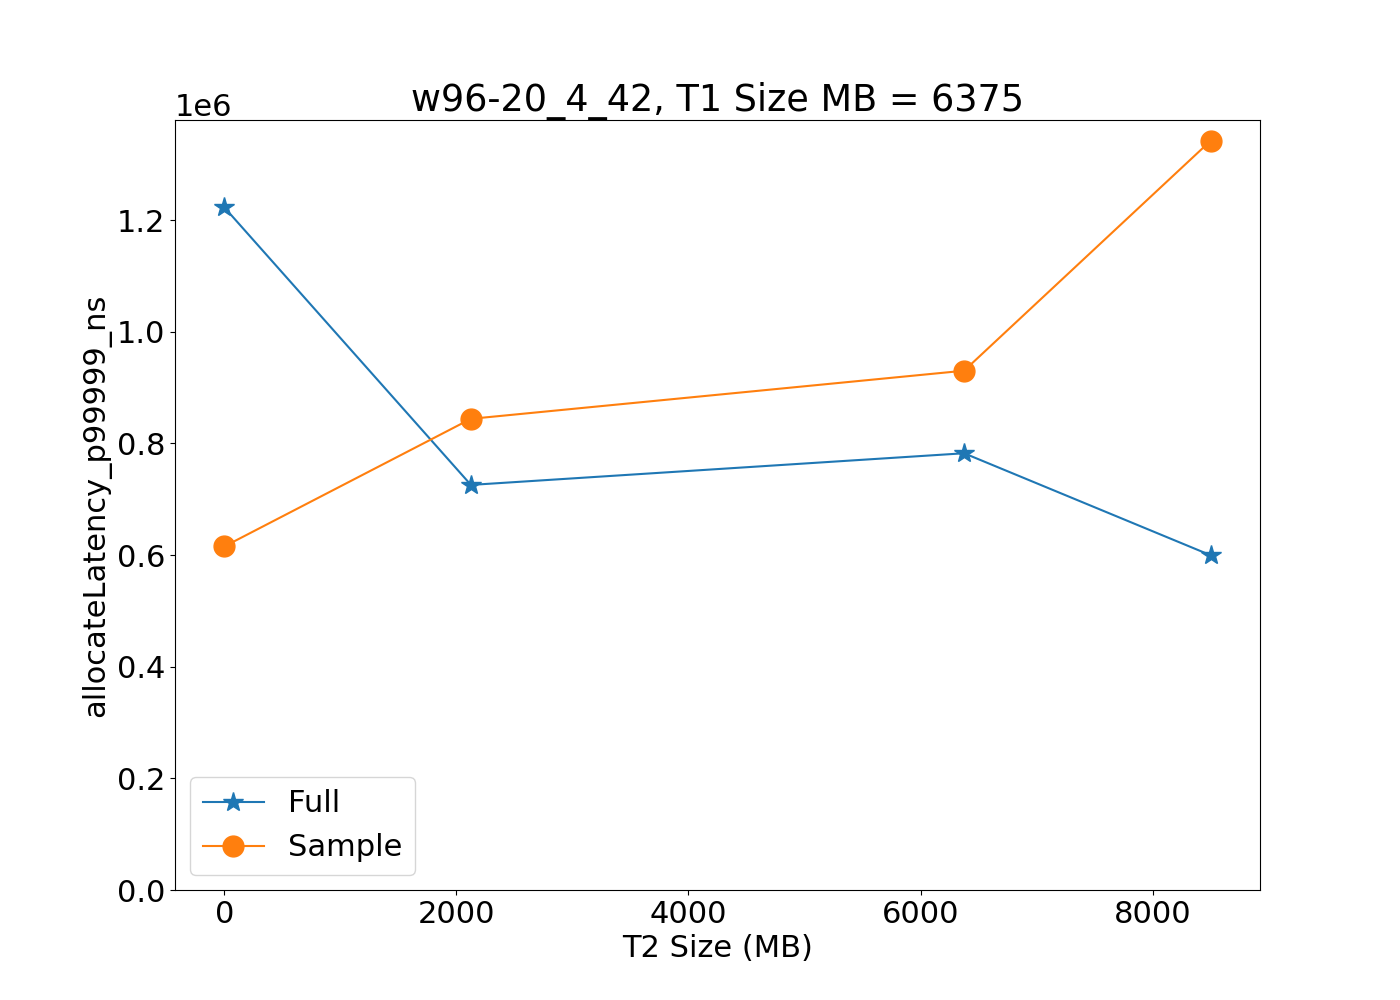 w96-20_4_42, T1 Size MB = 6375
1e6
1.2
1.0
0.8
0.6
0.4
0.2
0.0
allocateLatency_p99999_ns
Full
Sample
0 2000 4000 6000 8000
T2 Size (MB)